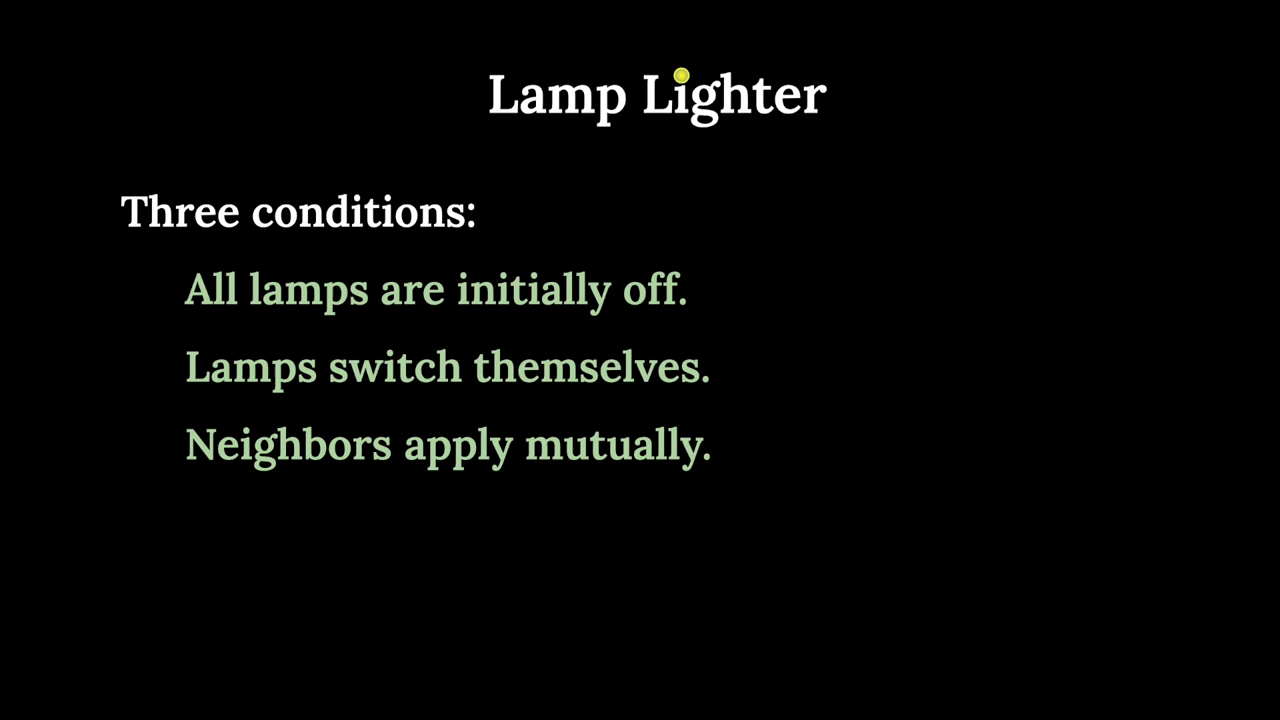 Lamp Lighter
Three conditions:
All lamps are initially off.
Lamps switch themselves.
Neighbors apply mutually.